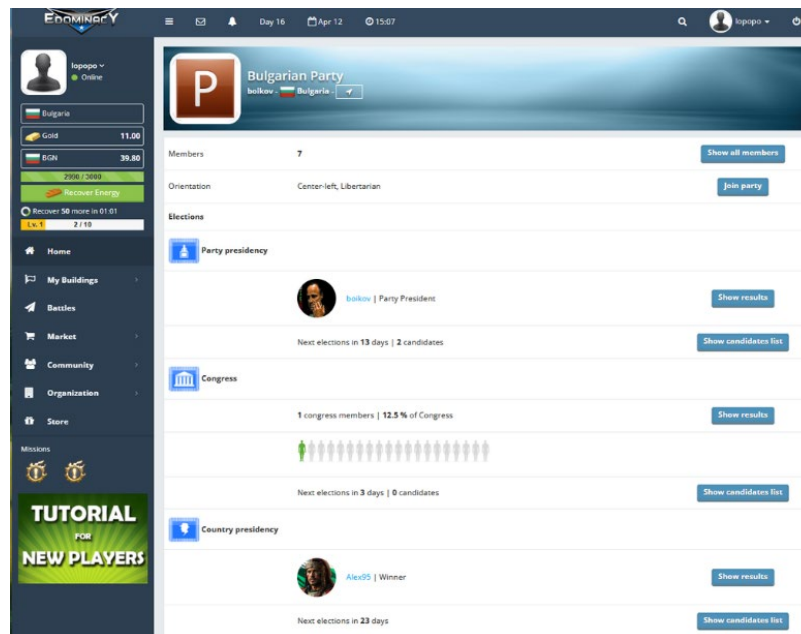 EDOMINACY
Day 16
Apr 12
15:07
lopopo
lopopo
Online
Bulgaria
Gold 11.00
BGN 39.80
2990 / 3000
Recover Energy
Recover 50 more in 01:01
Lv. 1 2 / 10
Home
My Buildings
Battles
Market
Community
Organization
Store
Missions
TUTORIAL
FOR
NEW PLAYERS
P
Bulgarian Party
boikov - Bulgaria -
Members 7 Show all members
Orientation Center-left, Libertarian Join party
Elections
Party presidency
boikov | Party President Show results
Next elections in 13 days | 2 candidates Show candidates list
Congress
1 congress members | 12.5 % of Congress Show results
Next elections in 3 days | 0 candidates Show candidates list
Country presidency
Alex95 | Winner Show results
Next elections in 23 days Show candidates list